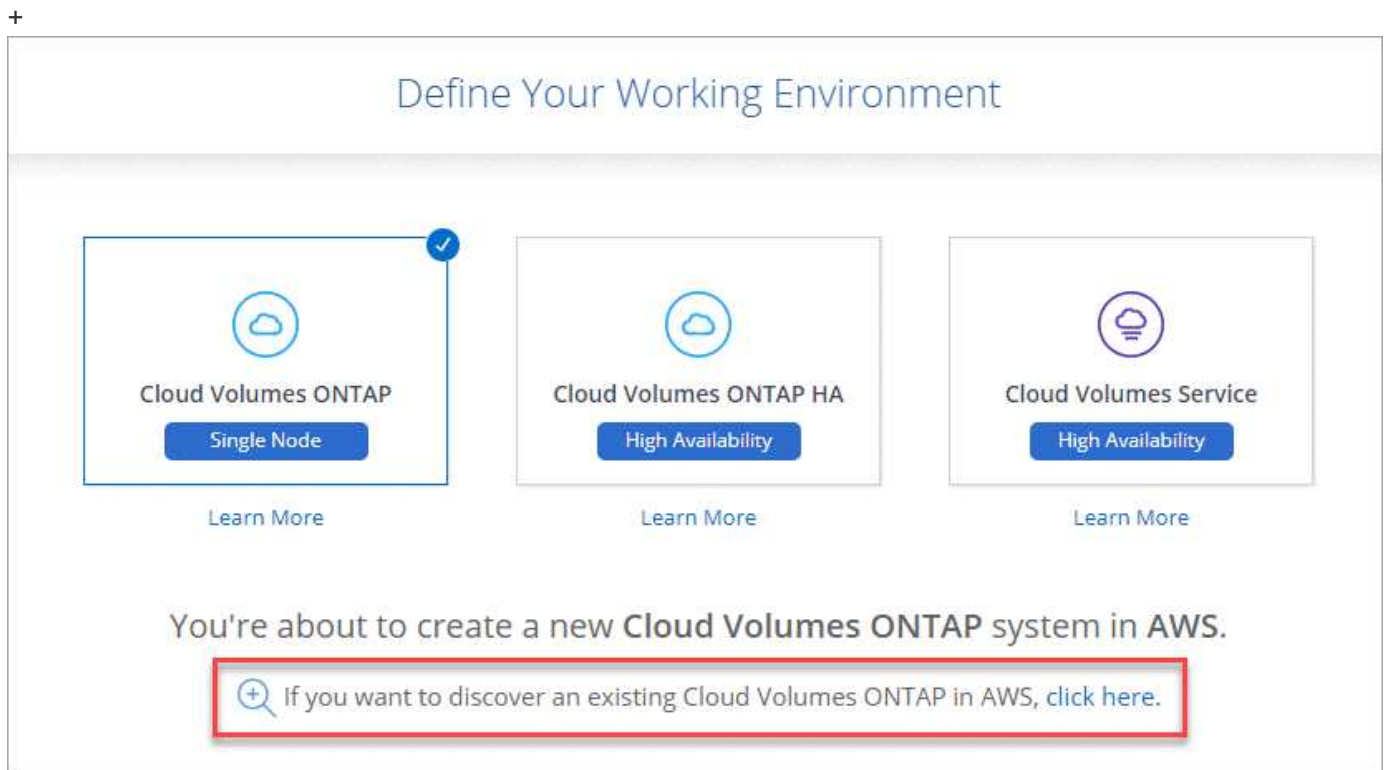 +
Define Your Working Environment
Cloud Volumes ONTAP
Single Node
Learn More
Cloud Volumes ONTAP HA
High Availability
Learn More
Cloud Volumes Service
High Availability
Learn More
You're about to create a new Cloud Volumes ONTAP system in AWS.
If you want to discover an existing Cloud Volumes ONTAP in AWS, click here.